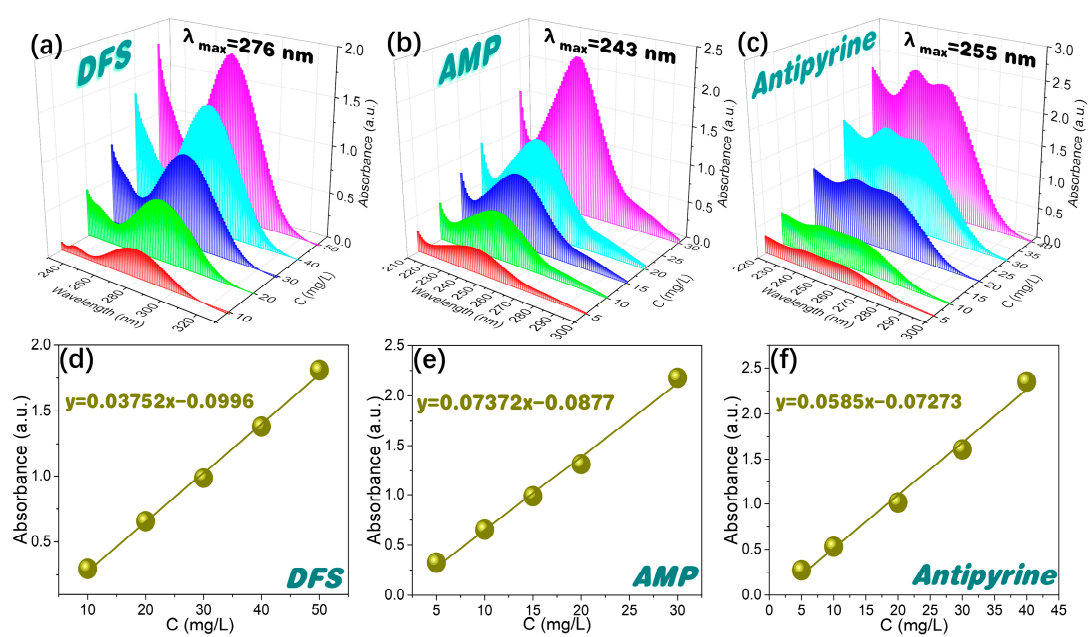 (a)
DFS
λmax=276 nm
2.0
1.5
1.0
0.5
0.0
Absorbance (a.u.)
240
260
280
300
320
Wavelength (nm)
10
20
30
40
50
C (mg/L)
(b)
AMP
λmax=243 nm
2.5
2.0
1.5
1.0
0.5
0.0
Absorbance (a.u.)
210
220
230
240
250
260
270
280
290
300
Wavelength (nm)
5
10
15
20
25
30
C (mg/L)
(c)
Antipyrine
λmax=255 nm
3.0
2.5
2.0
1.5
1.0
0.5
0.0
Absorbance (a.u.)
220
230
240
250
260
270
280
290
300
Wavelength (nm)
5
10
15
25
30
35
C (mg/L)
(d)
y=0.03752x−0.0996
2.0
1.5
1.0
0.5
Absorbance (a.u.)
DFS
10 20 30 40 50
C (mg/L)
(e)
y=0.07372x−0.0877
2.5
2.0
1.5
1.0
0.5
0.0
Absorbance (a.u.)
AMP
5 10 15 20 25 30
C (mg/L)
(f)
y=0.0585x−0.07273
2.5
2.0
1.5
1.0
0.5
0.0
Absorbance (a.u.)
Antipyrine
0 5 10 15 20 25 30 35 40 45
C (mg/L)